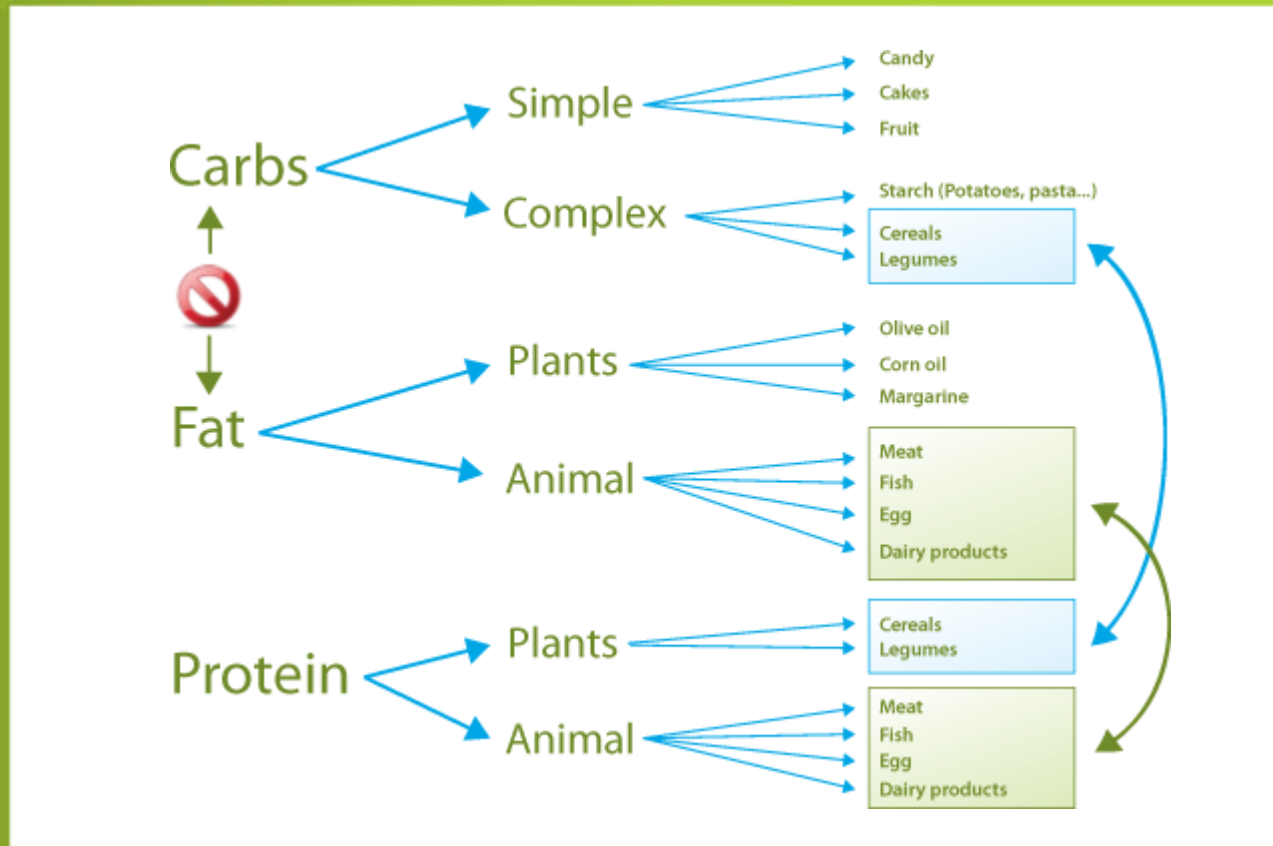 Carbs
Simple
Candy
Cakes
Fruit
Complex
Starch (Potatoes, pasta...)
Cereals
Legumes
Fat
Plants
Olive oil
Corn oil
Margarine
Animal
Meat
Fish
Egg
Dairy products
Protein
Plants
Cereals
Legumes
Animal
Meat
Fish
Egg
Dairy products